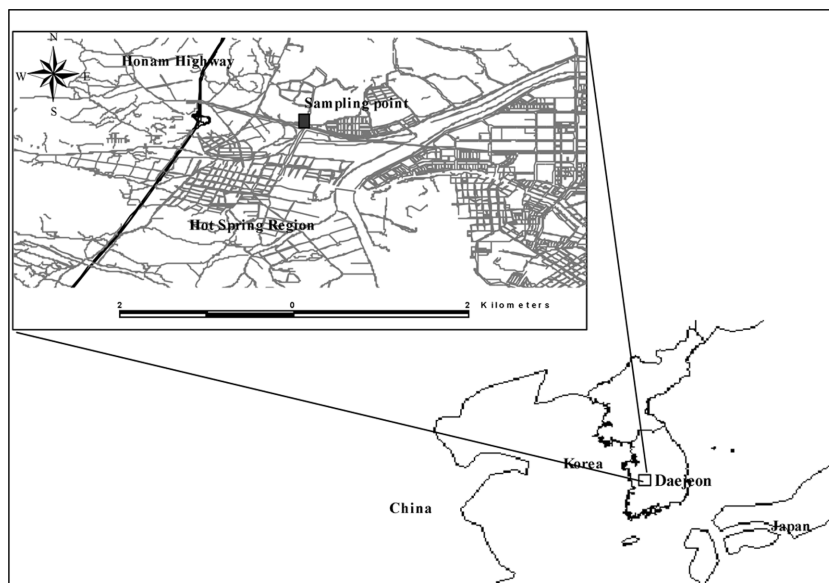 N
Honam Highway
W E
S
Sampling point
Hot Spring Region
2 0 2 Kilometers
Korea
Daejeon
China
Japan